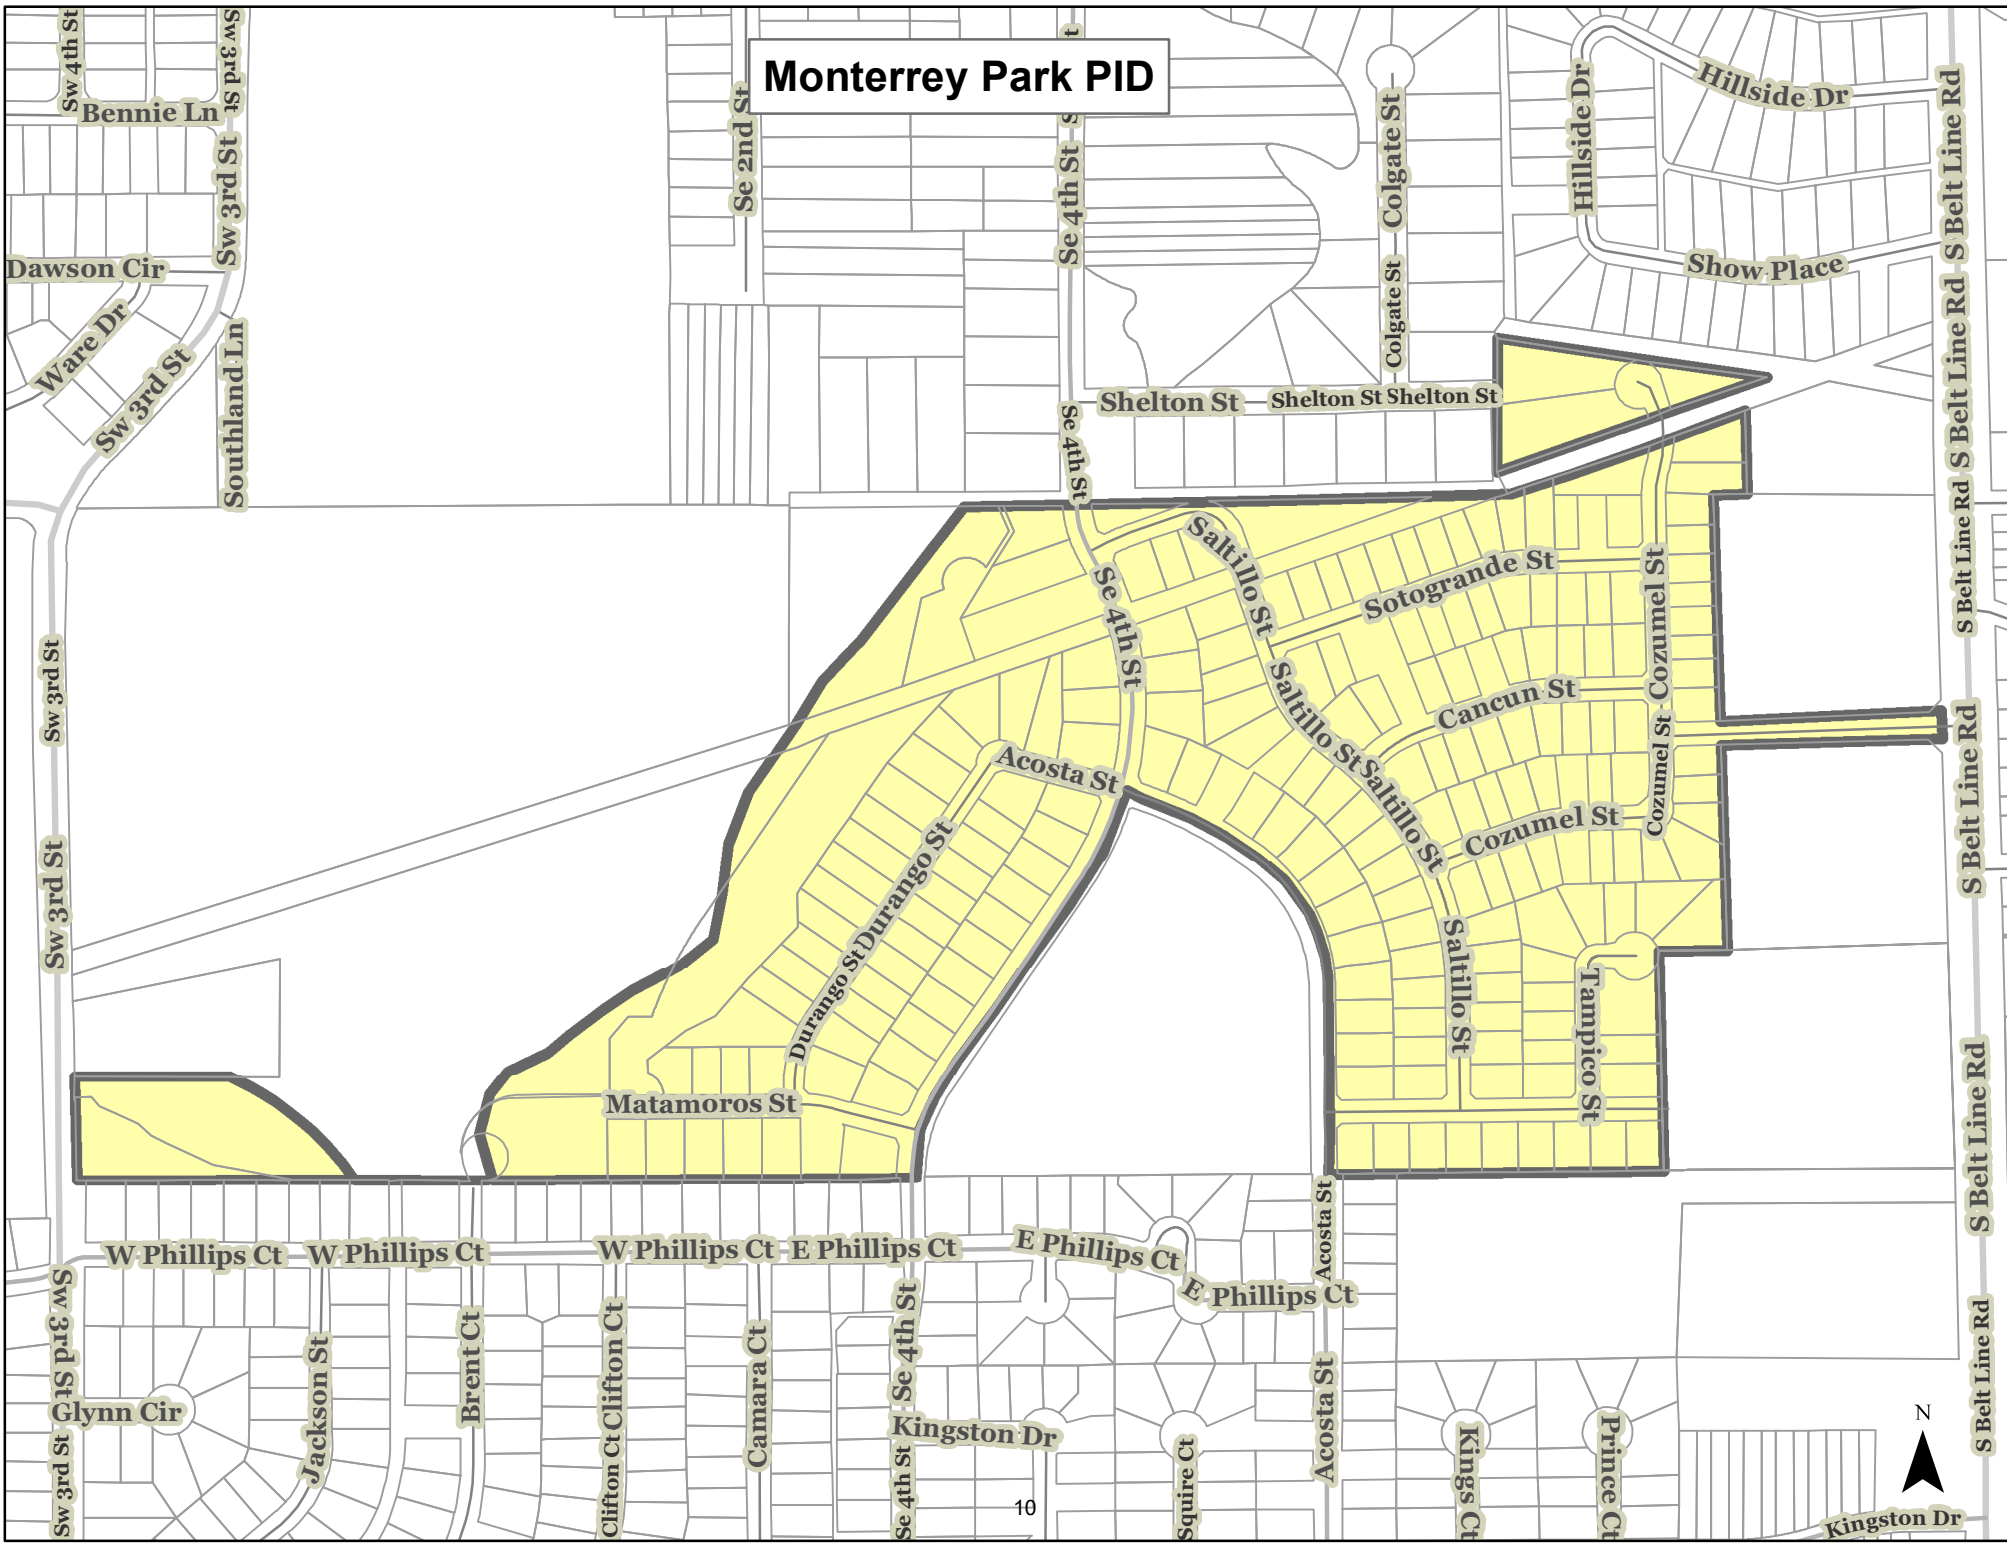 Monterrey Park PID
Sw 4th St
Sw 3rd St
Bennie Ln
Sw 3rd St
Dawson Cir
Ware Dr
Sw 3rd St
Southland Ln
Se 2nd St
Se 4th St
Se 4th St
Colgate St
Colgate St
Hillside Dr
Hillside Dr
Show Place
S Belt Line Rd
S Belt Line Rd
Shelton St
Shelton St
Shelton St
S Belt Line Rd
Saltillo St
Se 4th St
Sotogrande St
Cozumel St
Sw 3rd St
Saltillo St
Cancun St
Cozumel St
S Belt Line Rd
Acosta St
Saltillo St
Cozumel St
Durango St
Durango St
Sw 3rd St
Saltillo St
Tampico St
Matamoros St
S Belt Line Rd
W Phillips Ct
W Phillips Ct
W Phillips Ct
E Phillips Ct
E Phillips Ct
E Phillips Ct
Acosta St
Sw 3rd St
Glynn Cir
Sw 3rd St
Jackson St
Brent Ct
Clifton Ct
Clifton Ct
Camara Ct
Se 4th St
Se 4th St
Kingston Dr
Squire Ct
Acosta St
Kings Ct
Prince Ct
S Belt Line Rd
N
Kingston Dr
10